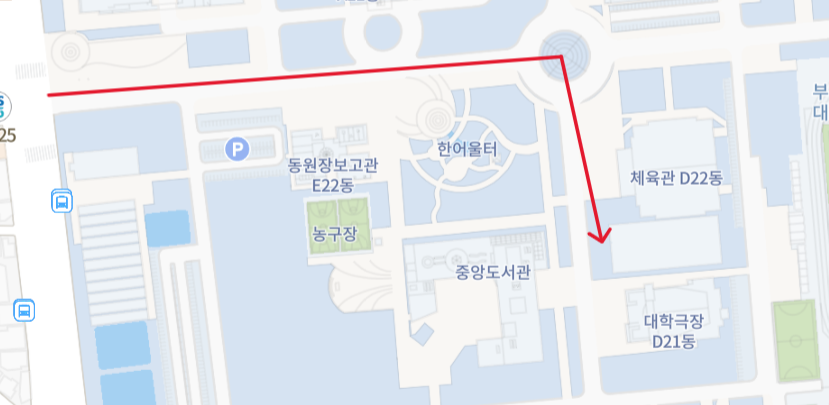 25
P
한어울터
동원장보고관
E22동
체육관 D22동
부
대
농구장
중앙도서관
대학극장
D21동